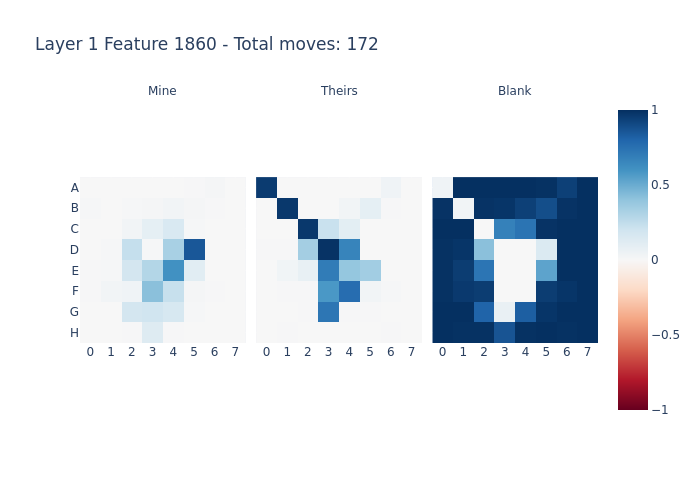 Layer 1 Feature 1860 - Total moves: 172
Mine
Theirs
Blank
A
B
C
D
E
F
G
H
0 1 2 3 4 5 6 7
0 1 2 3 4 5 6 7
0 1 2 3 4 5 6 7
1
0.5
0
−0.5
−1